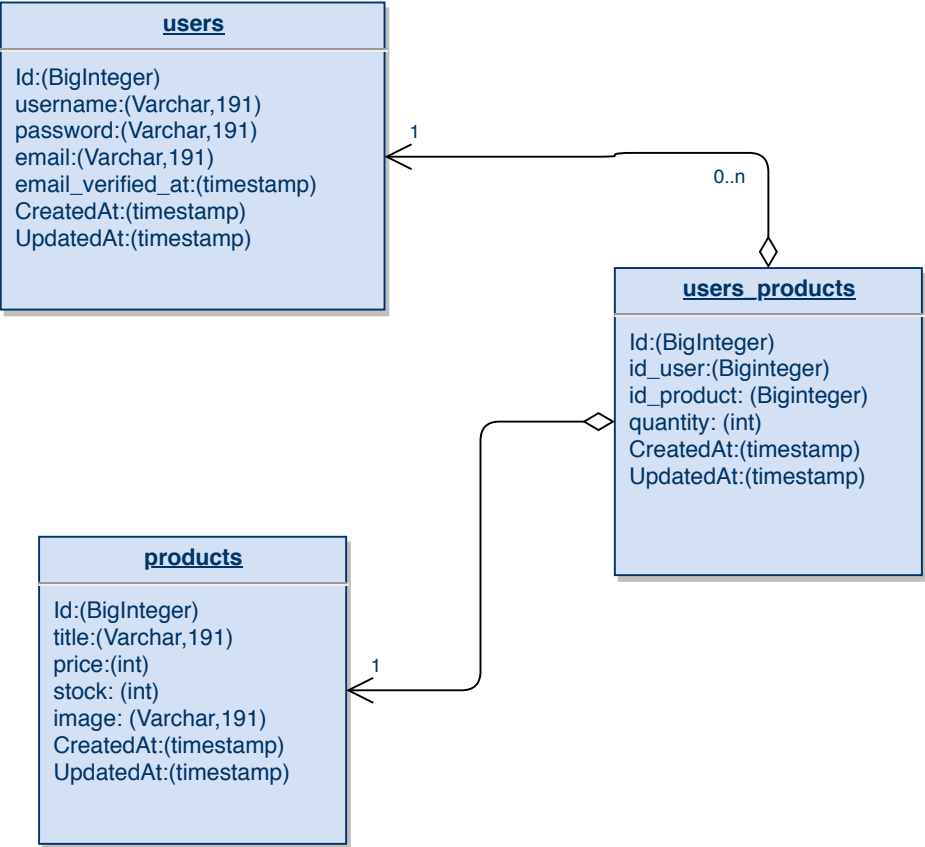 users
Id:(BigInteger)
username:(Varchar,191)
password:(Varchar,191)
email:(Varchar,191)
email_verified_at:(timestamp)
CreatedAt:(timestamp)
UpdatedAt:(timestamp)
1
0..n
users_products
Id:(BigInteger)
id_user:(Biginteger)
id_product: (Biginteger)
quantity: (int)
CreatedAt:(timestamp)
UpdatedAt:(timestamp)
products
Id:(BigInteger)
title:(Varchar,191)
price:(int)
stock: (int)
image: (Varchar,191)
CreatedAt:(timestamp)
UpdatedAt:(timestamp)
1